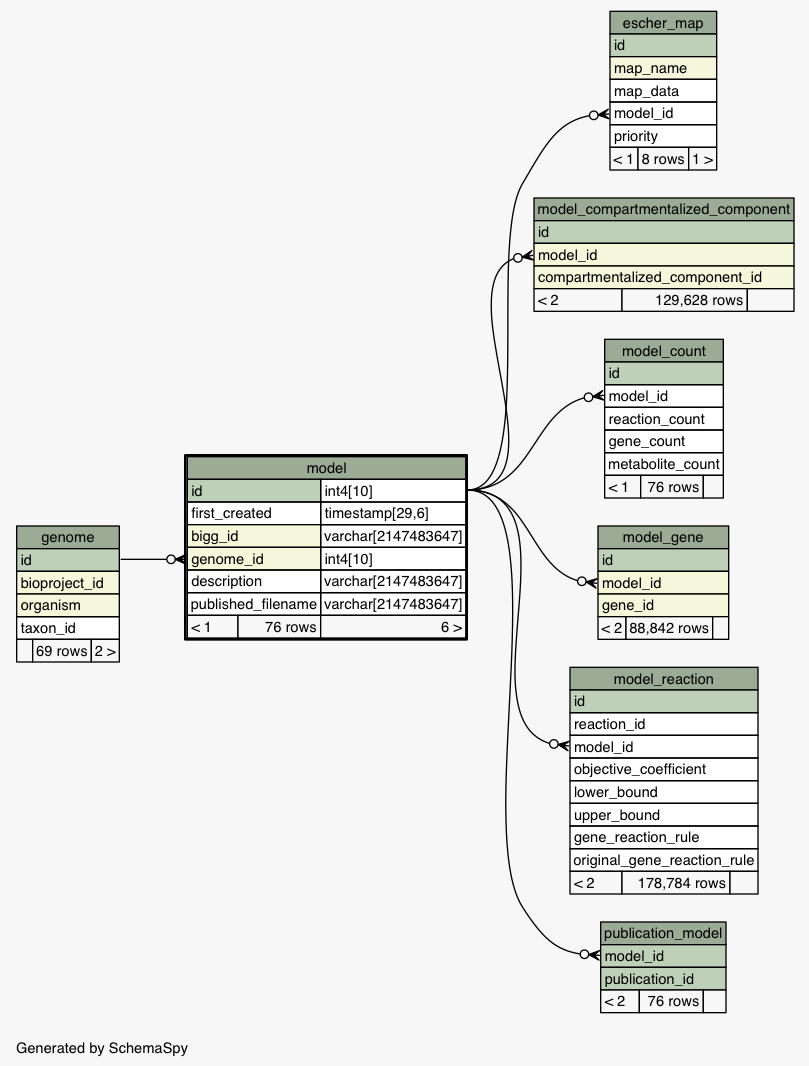 escher_map
id
map_name
map_data
model_id
priority
< 1 8 rows 1 >
model_compartmentalized_component
id
model_id
compartmentalized_component_id
< 2 129,628 rows
model_count
id
model_id
reaction_count
gene_count
metabolite_count
< 1 76 rows
model
id int4[10]
first_created timestamp[29,6]
bigg_id varchar[2147483647]
genome_id int4[10]
description varchar[2147483647]
published_filename varchar[2147483647]
< 1 76 rows 6 >
genome
id
bioproject_id
organism
taxon_id
69 rows 2 >
model_gene
id
model_id
gene_id
< 2 88,842 rows
model_reaction
id
reaction_id
model_id
objective_coefficient
lower_bound
upper_bound
gene_reaction_rule
original_gene_reaction_rule
< 2 178,784 rows
publication_model
model_id
publication_id
< 2 76 rows
Generated by SchemaSpy